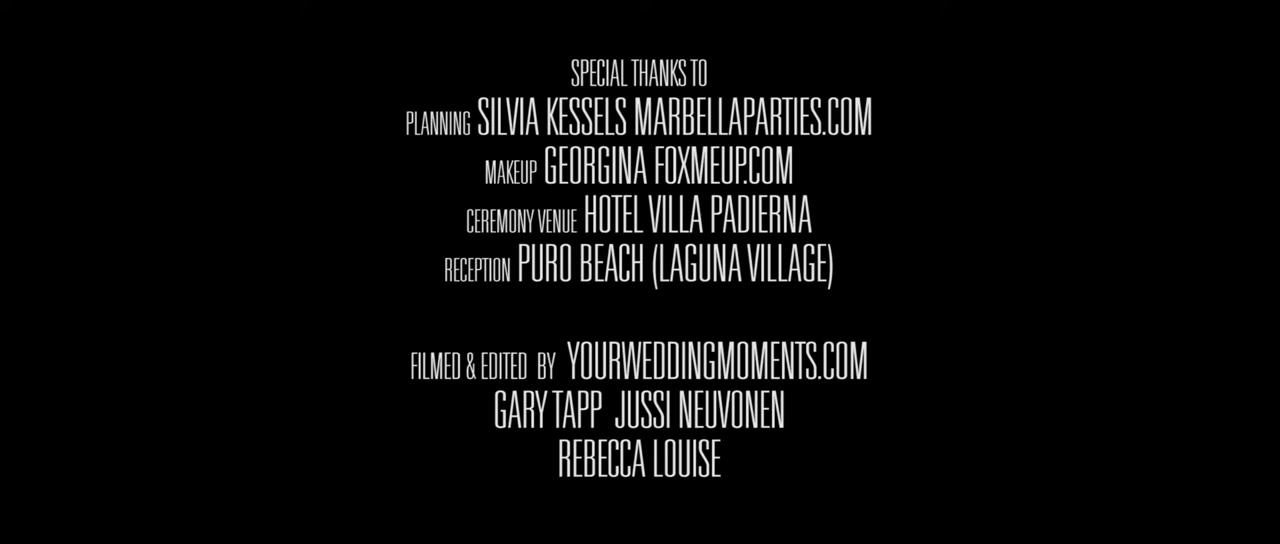 SPECIAL THANKS TO
PLANNING SILVIA KESSELS MARBELLAPARTIES.COM
MAKEUP GEORGINA FOXMEUP.COM
CEREMONY VENUE HOTEL VILLA PADIERNA
RECEPTION PURO BEACH (LAGUNA VILLAGE)
FILMED & EDITED BY YOURWEDDINGMOMENTS.COM
GARY TAPP JUSSI NEUVONEN
REBECCA LOUISE